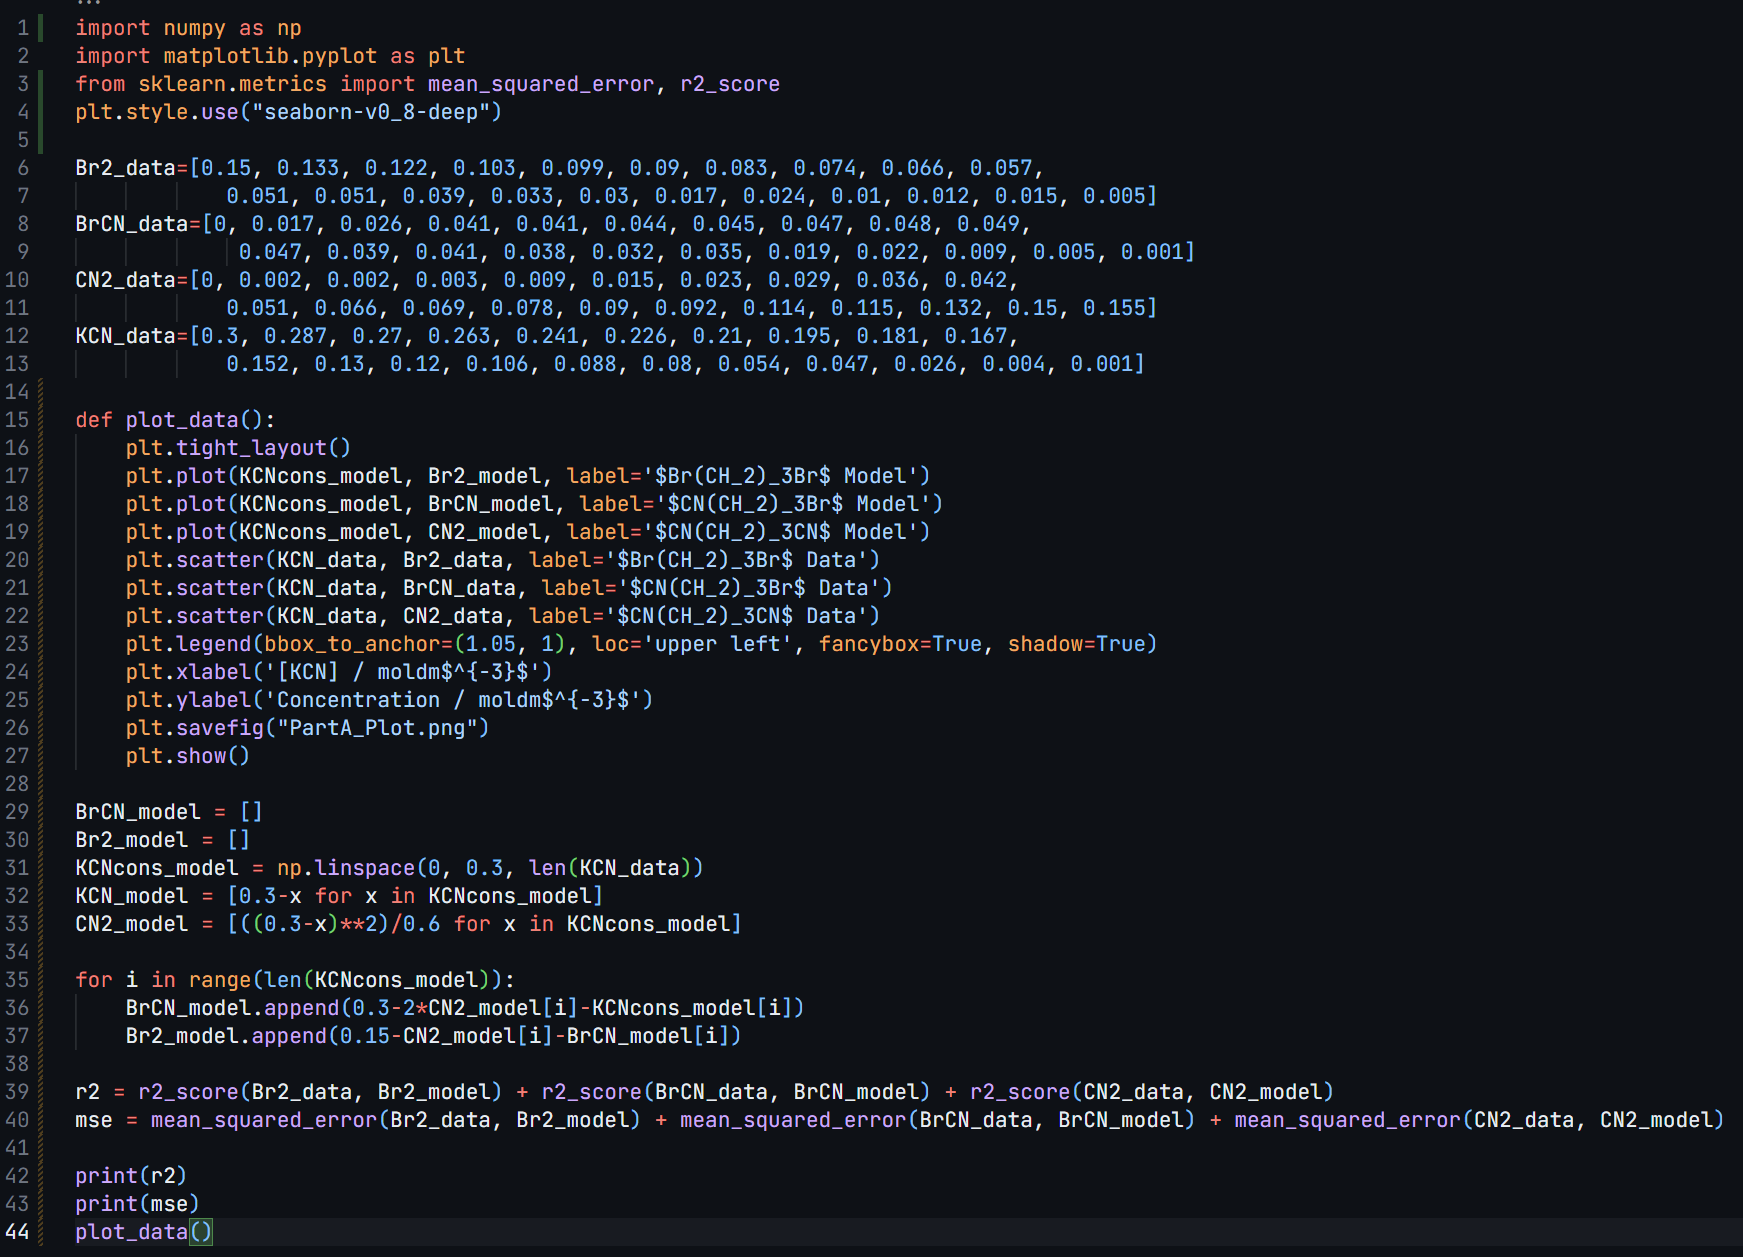 1 import numpy as np
2 import matplotlib.pyplot as plt
3 from sklearn.metrics import mean_squared_error, r2_score
4 plt.style.use("seaborn-v0_8-deep")
5
6 Br2_data=[0.15, 0.133, 0.122, 0.103, 0.099, 0.09, 0.083, 0.074, 0.066, 0.057,
7             0.051, 0.051, 0.039, 0.033, 0.03, 0.017, 0.024, 0.01, 0.012, 0.015, 0.005]
8 BrCN_data=[0, 0.017, 0.026, 0.041, 0.041, 0.044, 0.045, 0.047, 0.048, 0.049,
9              0.047, 0.039, 0.041, 0.038, 0.032, 0.035, 0.019, 0.022, 0.009, 0.005, 0.001]
10 CN2_data=[0, 0.002, 0.002, 0.003, 0.009, 0.015, 0.023, 0.029, 0.036, 0.042,
11             0.051, 0.066, 0.069, 0.078, 0.09, 0.092, 0.114, 0.115, 0.132, 0.15, 0.155]
12 KCN_data=[0.3, 0.287, 0.27, 0.263, 0.241, 0.226, 0.21, 0.195, 0.181, 0.167,
13             0.152, 0.13, 0.12, 0.106, 0.088, 0.08, 0.054, 0.047, 0.026, 0.004, 0.001]
14
15 def plot_data():
16     plt.tight_layout()
17     plt.plot(KCNcons_model, Br2_model, label='$Br(CH_2)_3Br$ Model')
18     plt.plot(KCNcons_model, BrCN_model, label='$CN(CH_2)_3Br$ Model')
19     plt.plot(KCNcons_model, CN2_model, label='$CN(CH_2)_3CN$ Model')
20     plt.scatter(KCN_data, Br2_data, label='$Br(CH_2)_3Br$ Data')
21     plt.scatter(KCN_data, BrCN_data, label='$CN(CH_2)_3Br$ Data')
22     plt.scatter(KCN_data, CN2_data, label='$CN(CH_2)_3CN$ Data')
23     plt.legend(bbox_to_anchor=(1.05, 1), loc='upper left', fancybox=True, shadow=True)
24     plt.xlabel('[KCN] / moldm$^{-3}$')
25     plt.ylabel('Concentration / moldm$^{-3}$')
26     plt.savefig("PartA_Plot.png")
27     plt.show()
28
29 BrCN_model = []
30 Br2_model = []
31 KCNcons_model = np.linspace(0, 0.3, len(KCN_data))
32 KCN_model = [0.3-x for x in KCNcons_model]
33 CN2_model = [((0.3-x)**2)/0.6 for x in KCNcons_model]
34
35 for i in range(len(KCNcons_model)):
36     BrCN_model.append(0.3-2*CN2_model[i]-KCNcons_model[i])
37     Br2_model.append(0.15-CN2_model[i]-BrCN_model[i])
38
39 r2 = r2_score(Br2_data, Br2_model) + r2_score(BrCN_data, BrCN_model) + r2_score(CN2_data, CN2_model)
40 mse = mean_squared_error(Br2_data, Br2_model) + mean_squared_error(BrCN_data, BrCN_model) + mean_squared_error(CN2_data, CN2_model)
41
42 print(r2)
43 print(mse)
44 plot_data()